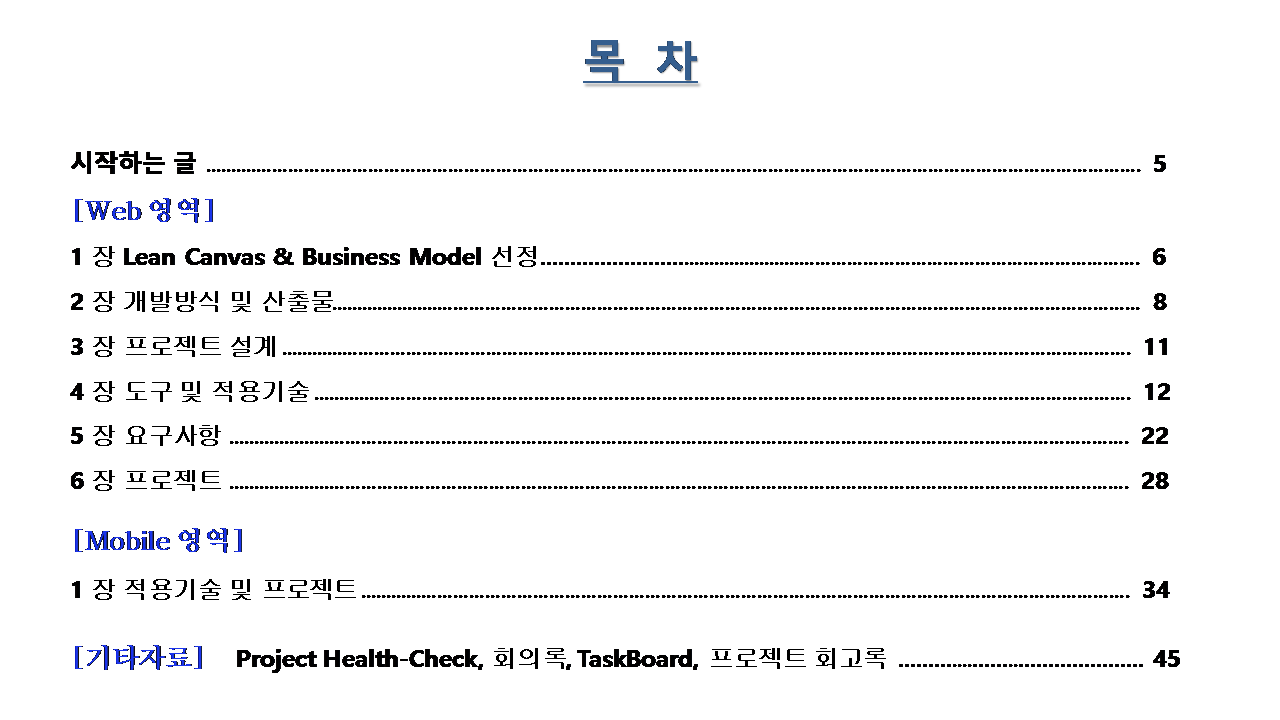 목 차
시작하는 글 ........................................................................ 5
[Web 영역]
1 장 Lean Canvas & Business Model 선정........................................................................ 6
2 장 개발방식 및 산출물........................................................................ 8
3 장 프로젝트 설계 ........................................................................ 11
4 장 도구 및 적용기술 ........................................................................ 12
5 장 요구사항 ........................................................................ 22
6 장 프로젝트 ........................................................................ 28
[Mobile 영역]
1 장 적용기술 및 프로젝트 ........................................................................ 34
[기타자료] Project Health-Check, 회의록, TaskBoard, 프로젝트 회고록 ........................................ 45